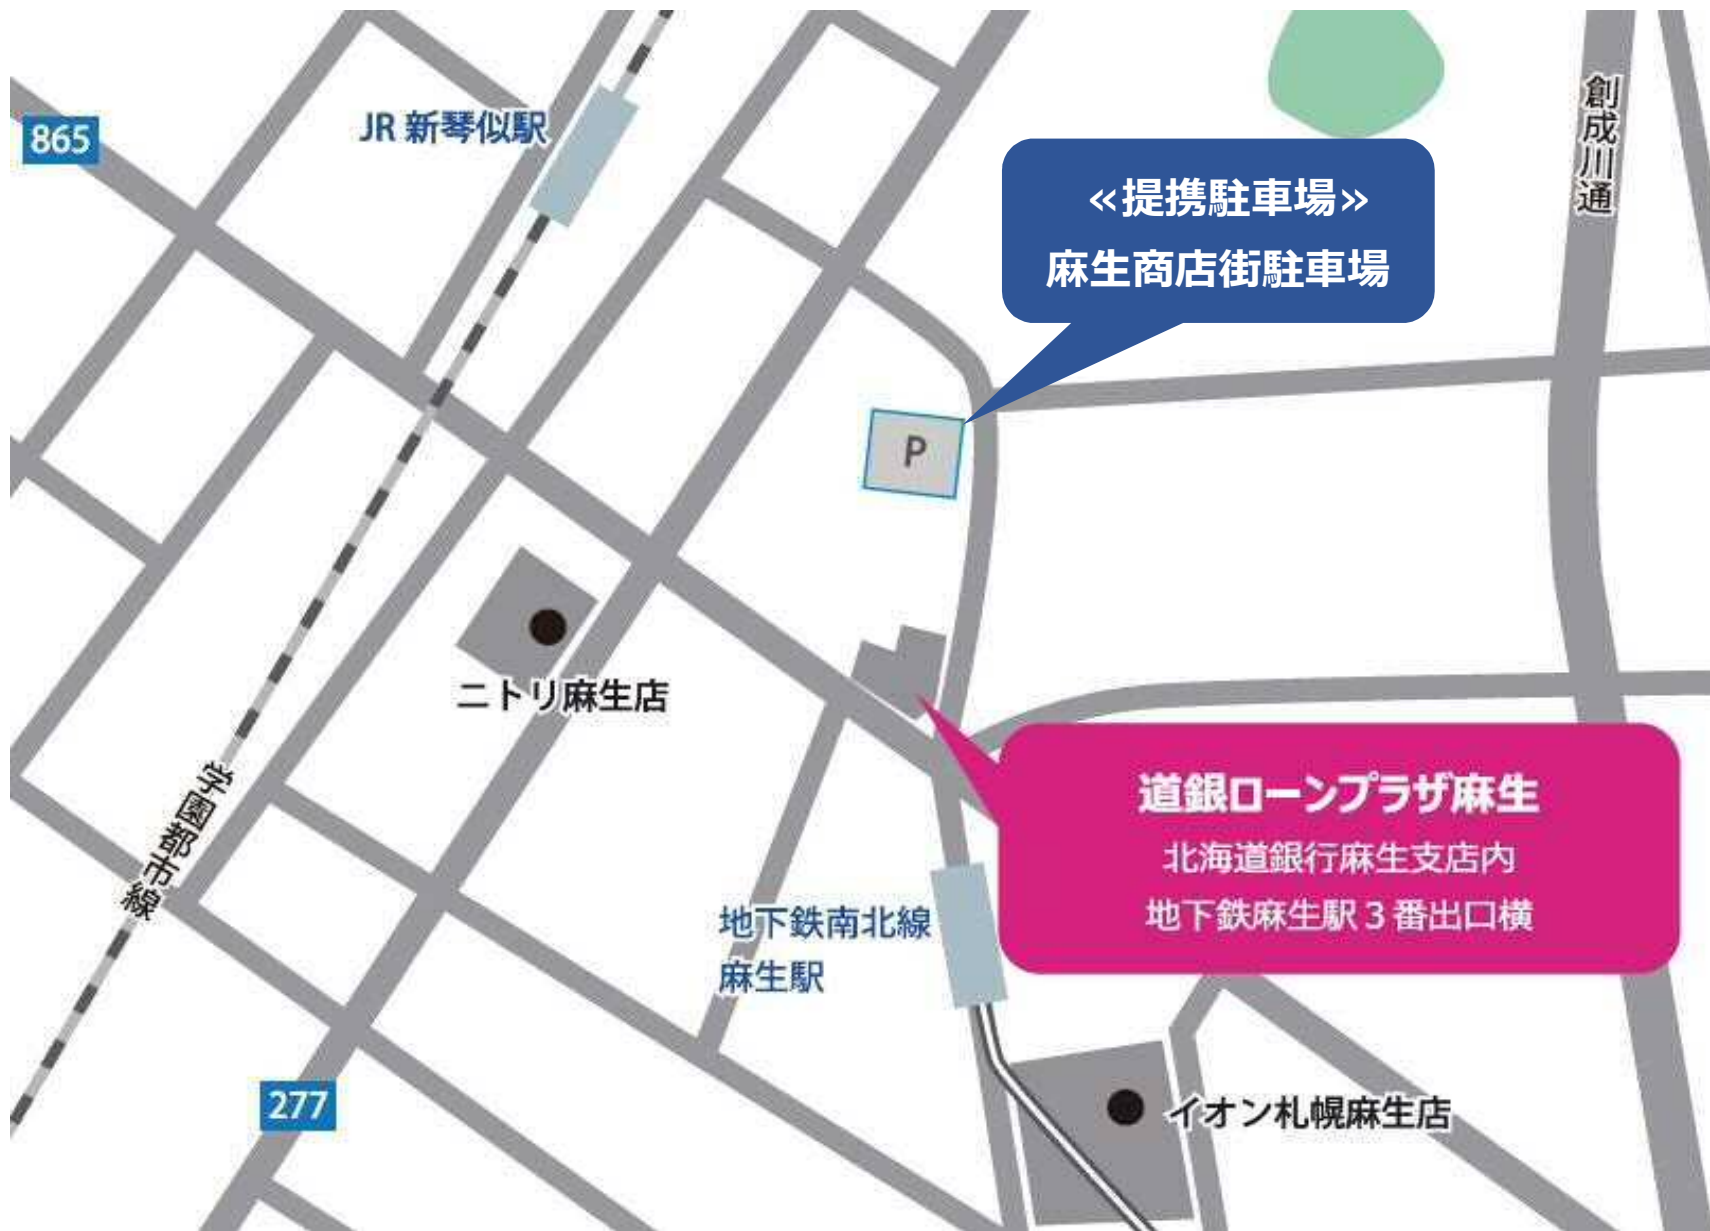 865
JR 新琴似駅
創成川通
≪提携駐車場≫
麻生商店街駐車場
P
ニトリ麻生店
学園都市線
道銀ローンプラザ麻生
北海道銀行麻生支店内
地下鉄麻生駅3番出口横
地下鉄南北線
麻生駅
277
イオン札幌麻生店